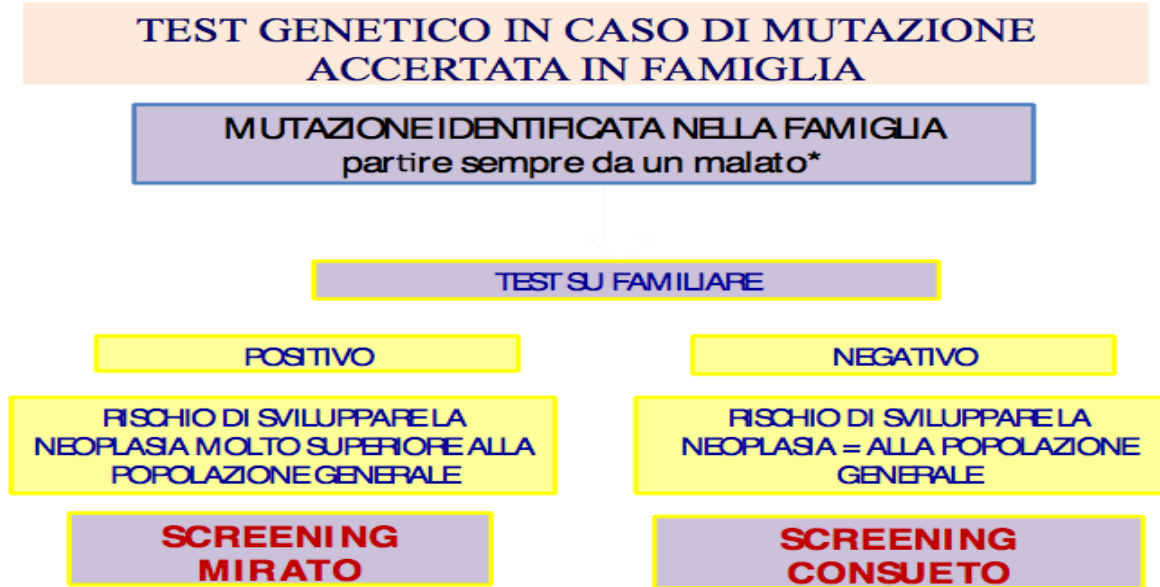 TEST GENETICO IN CASO DI MUTAZIONE
ACCERTATA IN FAMIGLIA
MUTAZIONE IDENTIFICATA NELLA FAMIGLIA
partire sempre da un malato*
TEST SU FAMILIARE
POSITIVO
NEGATIVO
RISCHIO DI SVILUPPARE LA
NEOPLASIA MOLTO SUPERIORE ALLA
POPOLAZIONE GENERALE
RISCHIO DI SVILUPPARE LA
NEOPLASIA = ALLA POPOLAZIONE
GENERALE
SCREENING
MIRATO
SCREENING
CONSUETO